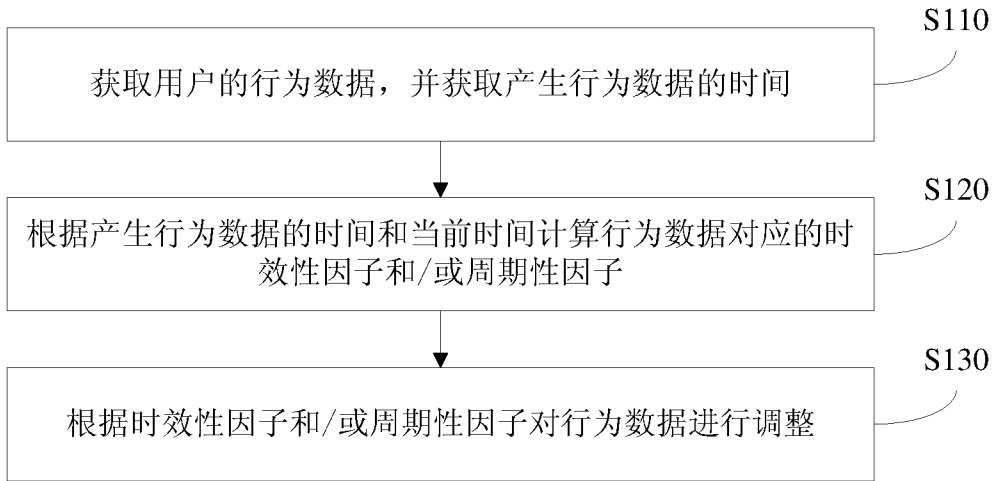 S110
获取用户的行为数据，并获取产生行为数据的时间
S120
根据产生行为数据的时间和当前时间计算行为数据对应的时
效性因子和/或周期性因子
S130
根据时效性因子和/或周期性因子对行为数据进行调整